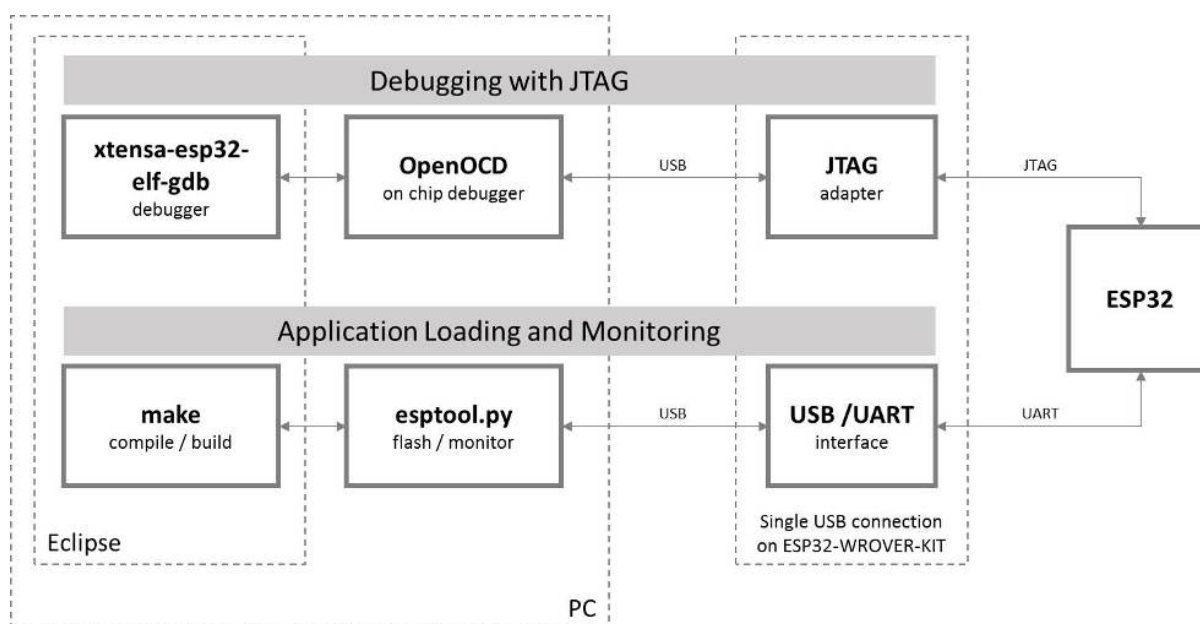 Debugging with JTAG
xtensa-esp32-
elf-gdb
debugger
OpenOCD
on chip debugger
USB
JTAG
adapter
JTAG
ESP32
Application Loading and Monitoring
make
compile / build
esptool.py
flash / monitor
USB
USB /UART
interface
UART
Eclipse
Single USB connection
on ESP32-WROVER-KIT
PC